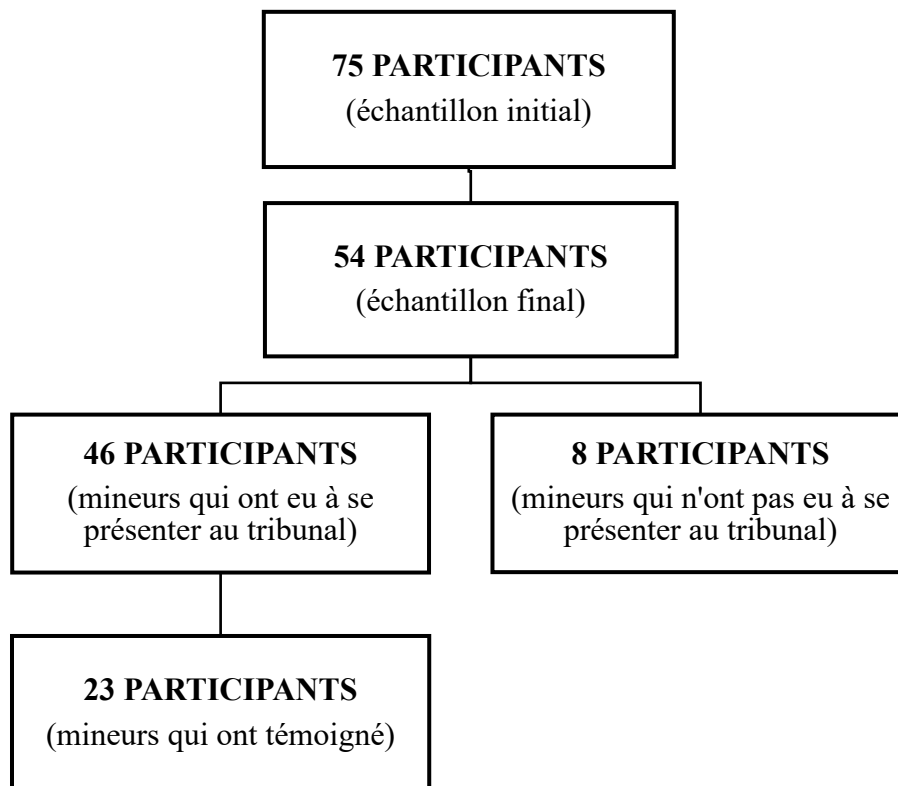 75 PARTICIPANTS
(échantillon initial)
54 PARTICIPANTS
(échantillon final)
46 PARTICIPANTS
(mineurs qui ont eu à se
présenter au tribunal)
8 PARTICIPANTS
(mineurs qui n'ont pas eu à se
présenter au tribunal)
23 PARTICIPANTS
(mineurs qui ont témoigné)